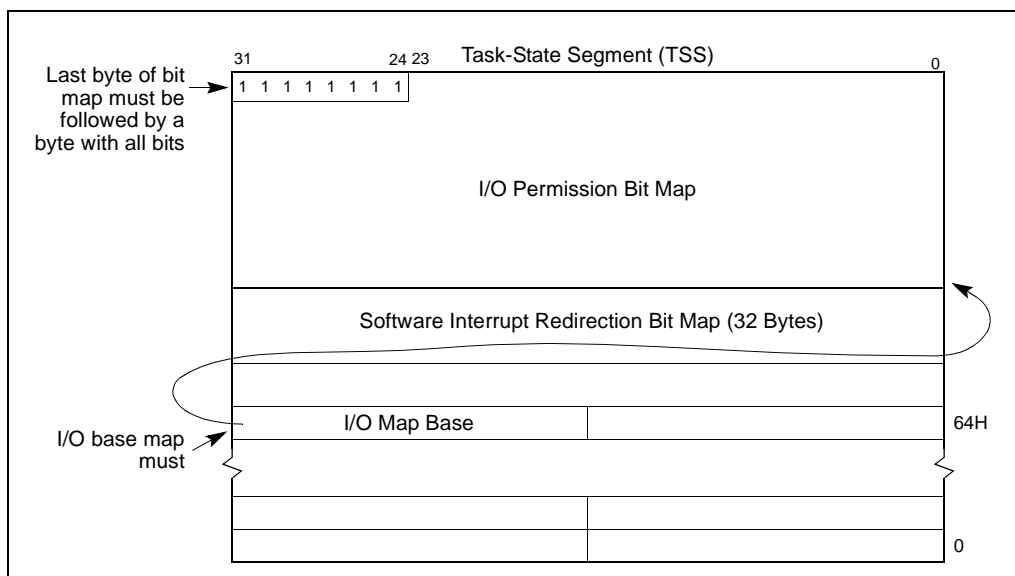 Task-State Segment (TSS)
31
24 23
0
Last byte of bit
map must be
followed by a
byte with all bits
1 1 1 1 1 1 1 1
I/O Permission Bit Map
Software Interrupt Redirection Bit Map (32 Bytes)
I/O Map Base
64H
I/O base map
must
0